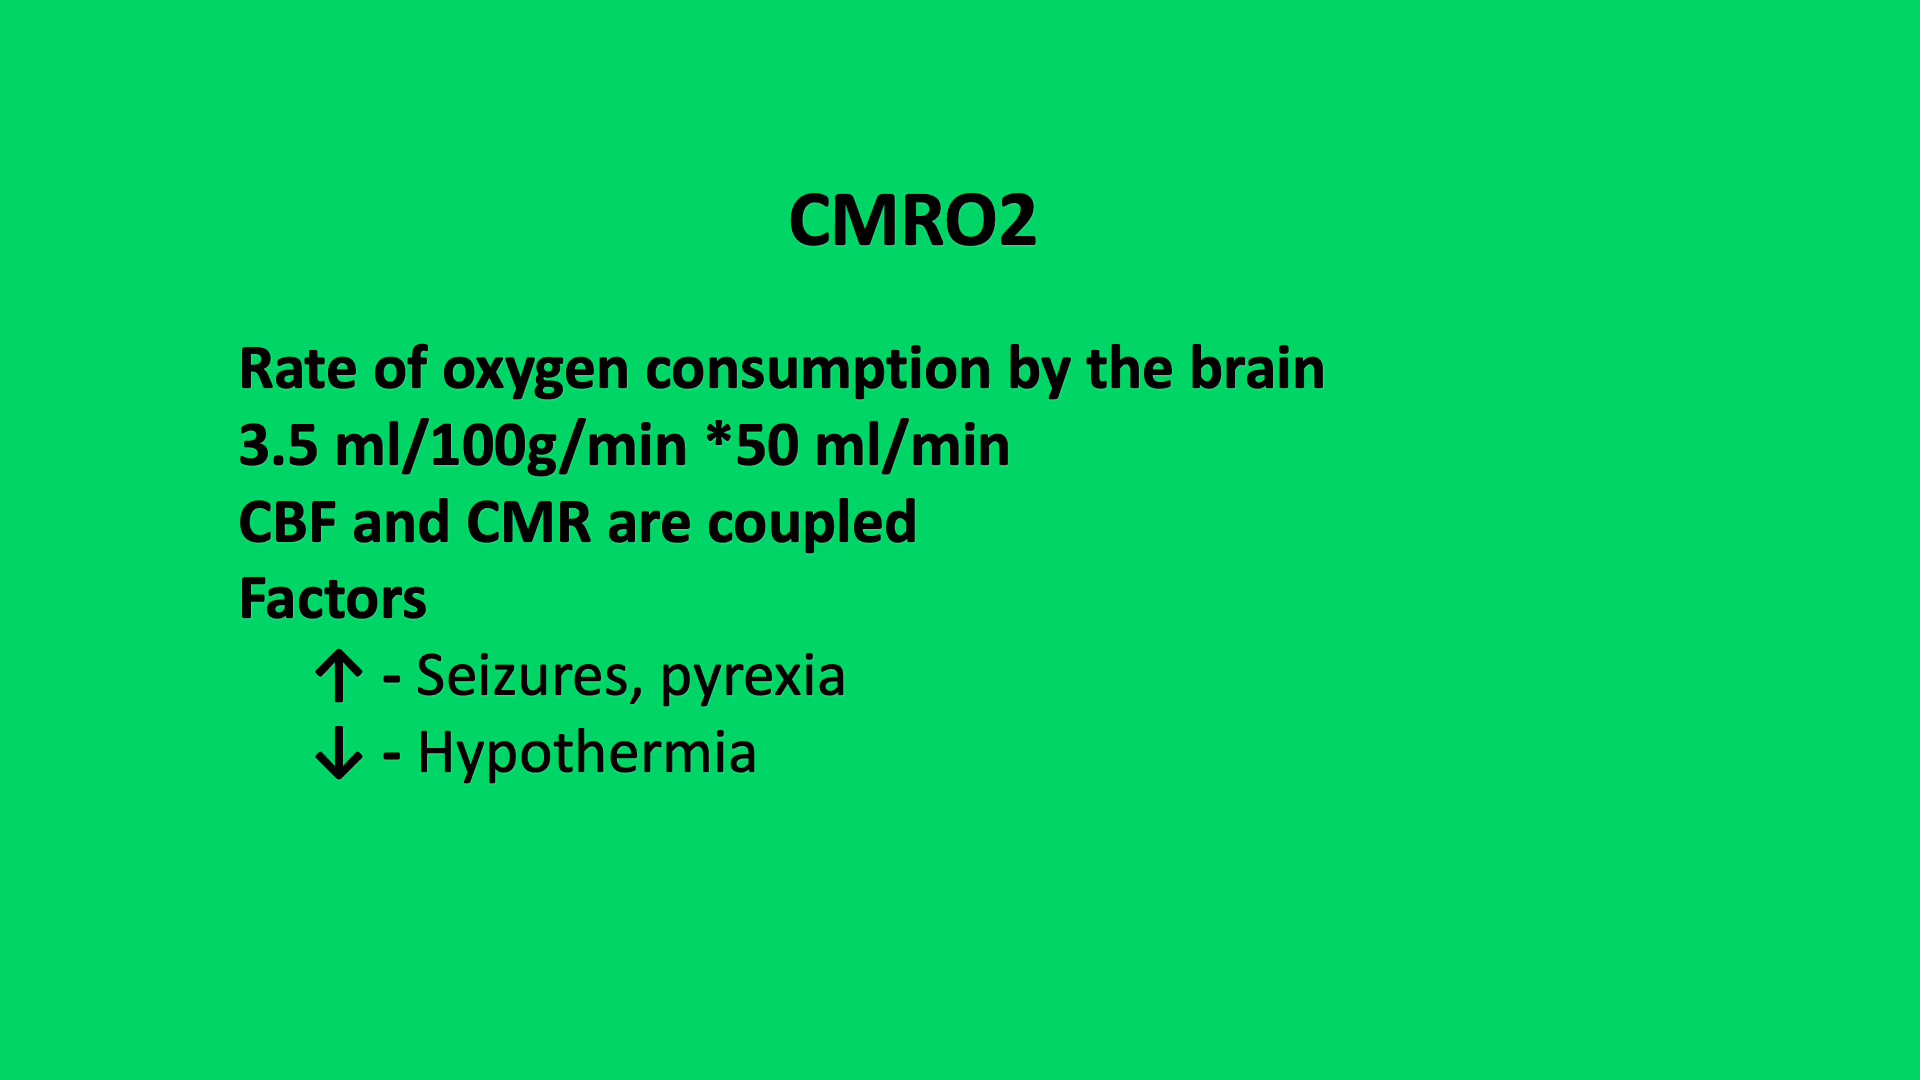 CMRO2
Rate of oxygen consumption by the brain
3.5 ml/100g/min *50 ml/min
CBF and CMR are coupled
Factors
↑ - Seizures, pyrexia
↓ - Hypothermia